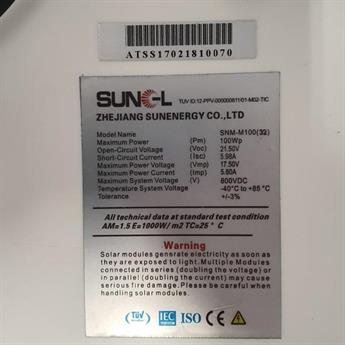 ATSS17021810070
SUNEL
TUV ID:12-PPV-0000000811/01-M02-TIC
ZHEJIANG SUNENERGY CO.,LTD
Model Name SNM-M100(32)
Maximum Power (Pm) 100Wp
Open-Circuit Voltage (Voc) 21.50V
Short-Circuit Current (Isc) 5.98A
Maximum Power Voltage (Vmp) 17.50V
Maximum Power Current (Imp) 5.80A
Maximum System Voltage (V) 600VDC
Temperature System Voltage -40°C to +85 °C
Tolerance +/-3%
All technical data at standard test condition
AM=1.5 E=1000W/ m2 TC=25° C
Warning
Solar modules generate electricity as soon as
they are exposed to light. Multiple Modules
connected in series (doubling the voltage) or
in parallel (doubling the current) may cause
serious fire damage.Please be careful when
handling solar modules.
TÜV IEC ISO CE